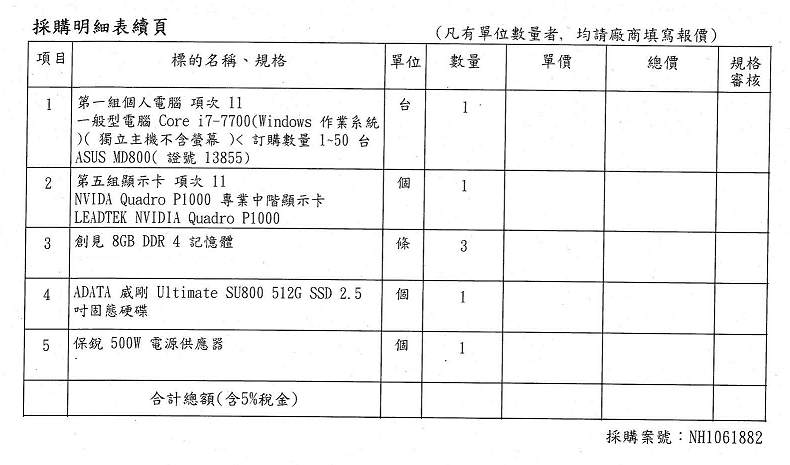 採購明細表續頁
(凡有單位數量者, 均請廠商填寫報價)
項目 標的名稱、規格 單位 數量 單價 總價 規格審核
1 第一組個人電腦 項次 11 台 1
一般型電腦 Core i7-7700(Windows 作業系統
)( 獨立主機不含螢幕 )< 訂購數量 1~50 台
ASUS MD800( 證號 13855)
2 第五組顯示卡 項次 11 個 1
NVIDA Quadro P1000 專業中階顯示卡
LEADTEK NVIDIA Quadro P1000
3 創見 8GB DDR 4 記憶體 條 3
4 ADATA 威剛 Ultimate SU800 512G SSD 2.5 個 1
吋固態硬碟
5 保銳 500W 電源供應器 個 1
合計總額(含5%稅金)
採購案號：NH1061882